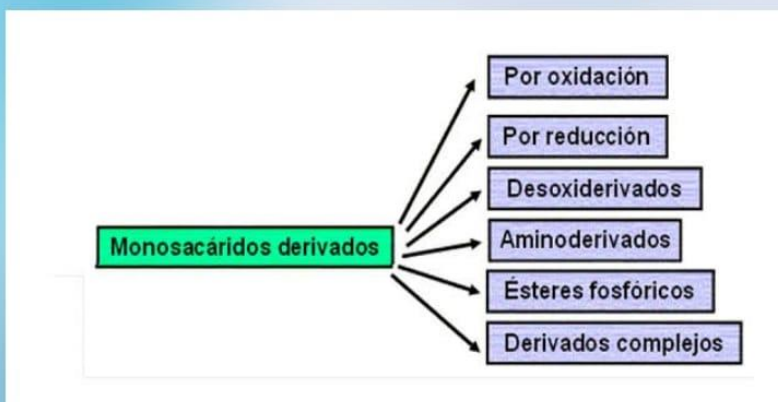 Por oxidación
Por reducción
Desoxiderivados
Monosacáridos derivados
Aminoderivados
Ésteres fosfóricos
Derivados complejos